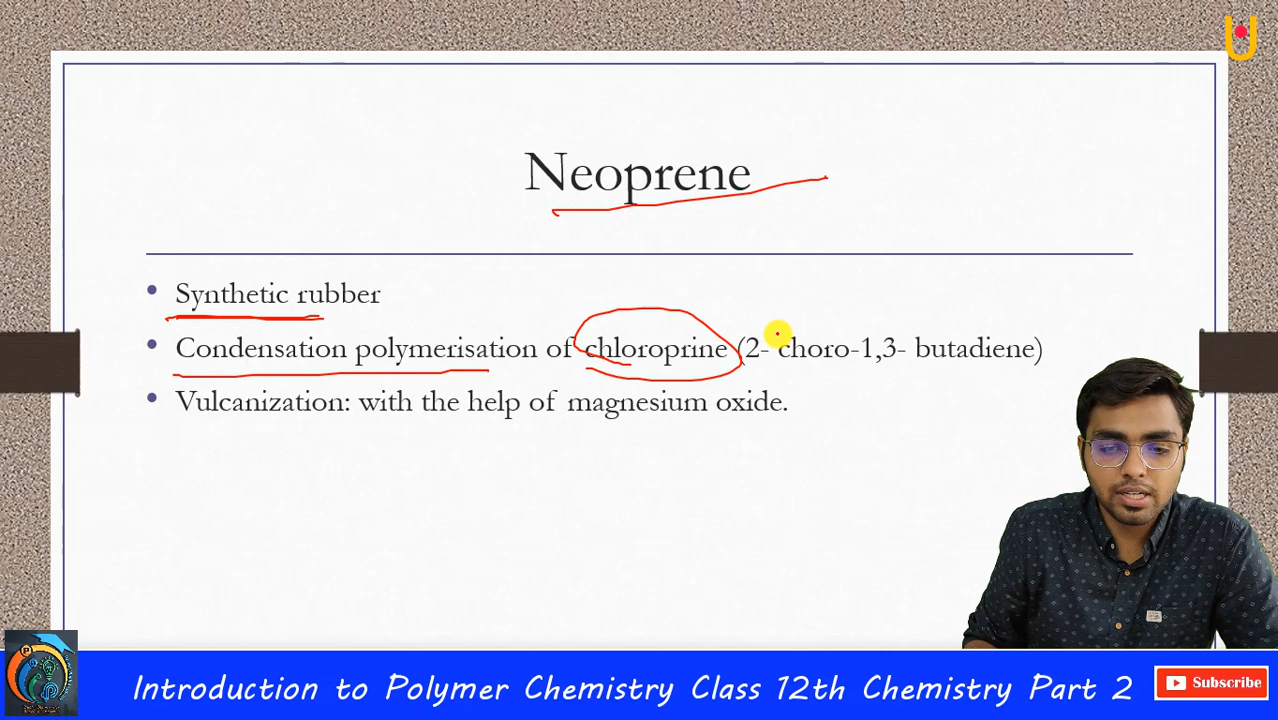 Neoprene
• Synthetic rubber
• Condensation polymerisation of chloroprine (2- choro-1,3- butadiene)
• Vulcanization: with the help of magnesium oxide.
Introduction to Polymer Chemistry Class 12th Chemistry Part 2
Subscribe